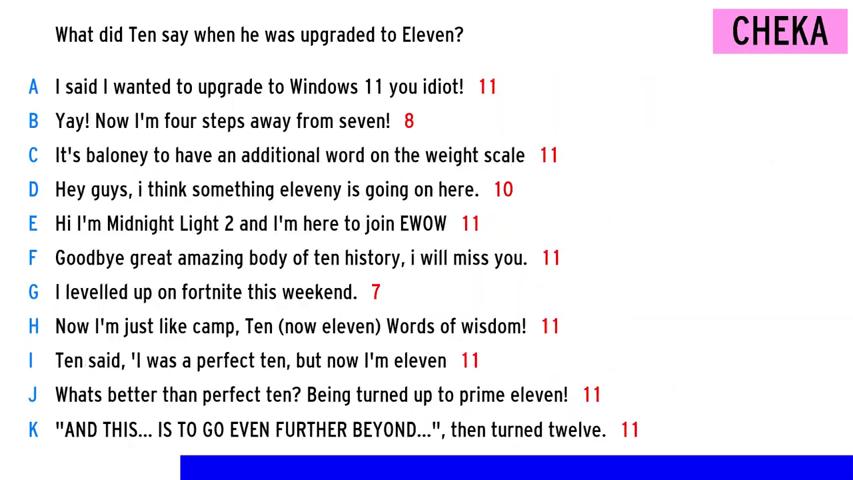 What did Ten say when he was upgraded to Eleven?
CHEKA
A I said I wanted to upgrade to Windows 11 you idiot! 11
B Yay! Now I'm four steps away from seven! 8
C It's baloney to have an additional word on the weight scale 11
D Hey guys, i think something eleveny is going on here. 10
E Hi I'm Midnight Light 2 and I'm here to join EWOW 11
F Goodbye great amazing body of ten history, i will miss you. 11
G I levelled up on fortnite this weekend. 7
H Now I'm just like camp, Ten (now eleven) Words of wisdom! 11
I Ten said, 'I was a perfect ten, but now I'm eleven 11
J Whats better than perfect ten? Being turned up to prime eleven! 11
K "AND THIS... IS TO GO EVEN FURTHER BEYOND...", then turned twelve. 11